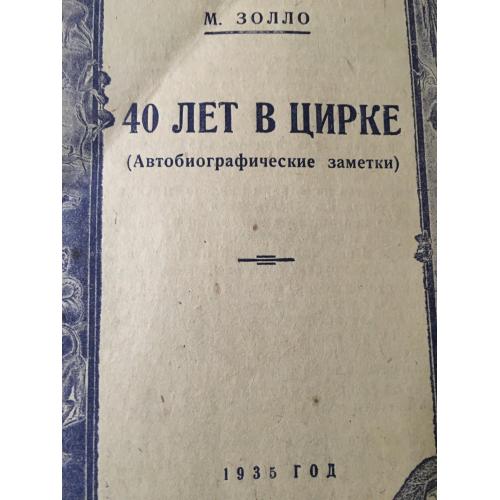 М. ЗОЛЛО
40 ЛЕТ В ЦИРКЕ
(Автобиографические заметки)
1935 ГОД